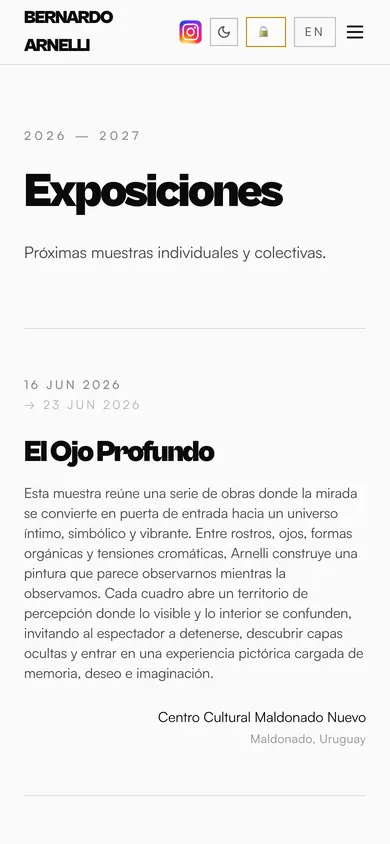 BERNARDO
ARNELLI
EN
2026 — 2027
Exposiciones
Próximas muestras individuales y colectivas.
16 JUN 2026
→ 23 JUN 2026
El Ojo Profundo
Esta muestra reúne una serie de obras donde la mirada
se convierte en puerta de entrada hacia un universo
íntimo, simbólico y vibrante. Entre rostros, ojos, formas
orgánicas y tensiones cromáticas, Arnelli construye una
pintura que parece observarnos mientras la
observamos. Cada cuadro abre un territorio de
percepción donde lo visible y lo interior se confunden,
invitando al espectador a detenerse, descubrir capas
ocultas y entrar en una experiencia pictórica cargada de
memoria, deseo e imaginación.
Centro Cultural Maldonado Nuevo
Maldonado, Uruguay